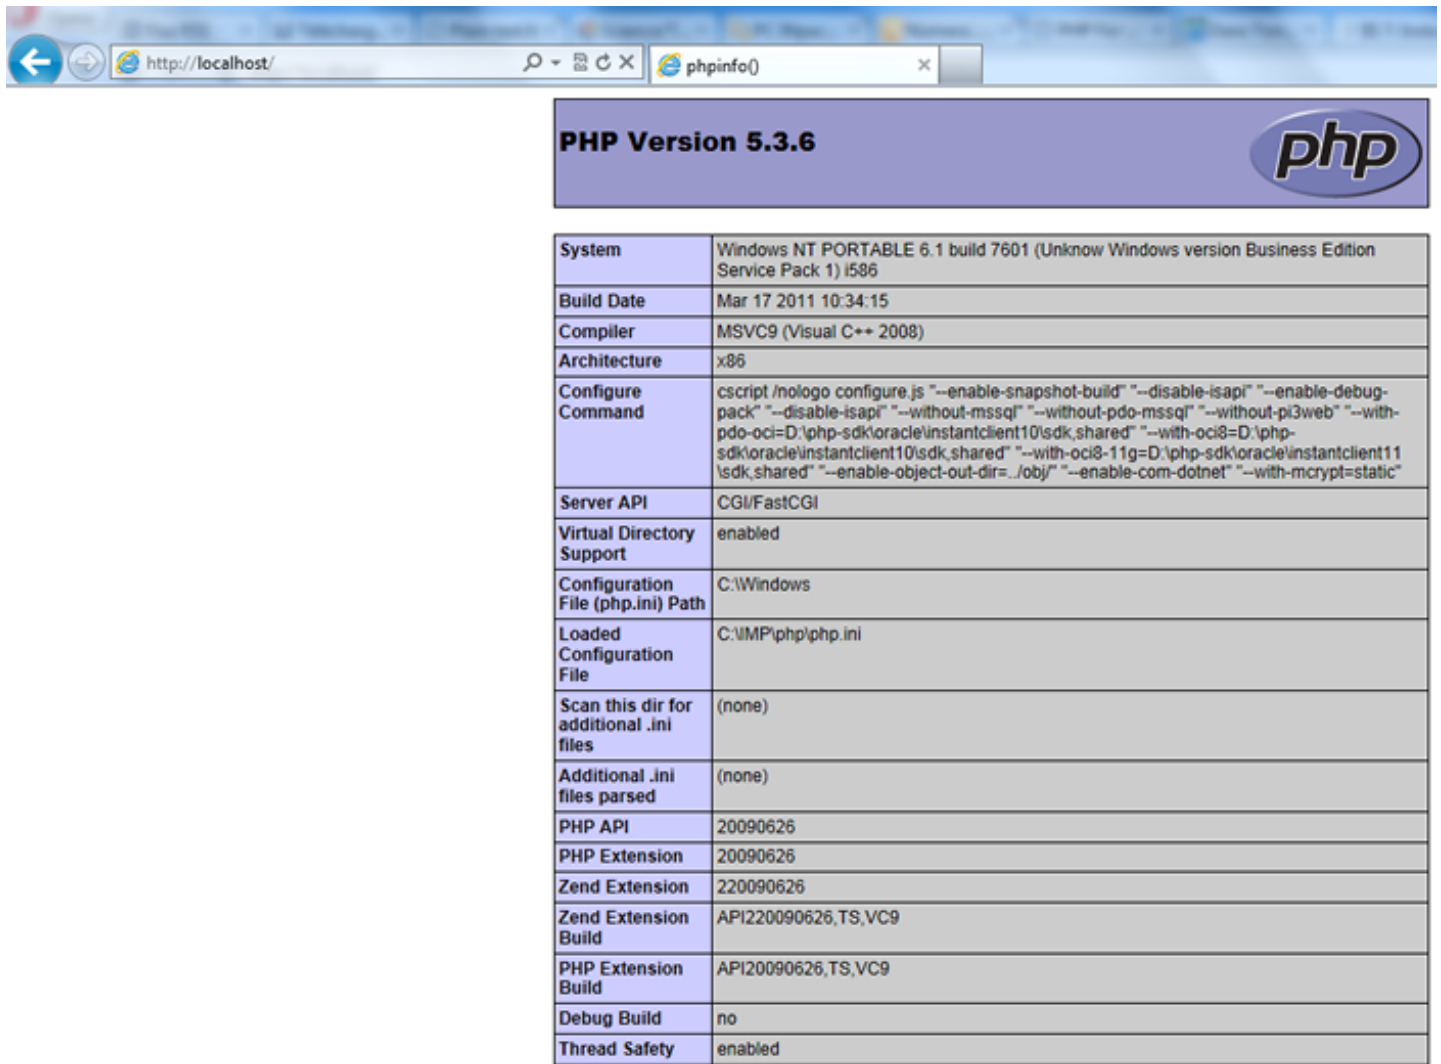 http://localhost/
phpinfo()
PHP Version 5.3.6
php
System
Windows NT PORTABLE 6.1 build 7601 (Unknow Windows version Business Edition
Service Pack 1) i586
Build Date
Mar 17 2011 10:34:15
Compiler
MSVC9 (Visual C++ 2008)
Architecture
x86
Configure
Command
cscript /nologo configure.js "--enable-snapshot-build" "--disable-isapi" "--enable-debug-
pack" "--disable-isapi" "--without-mssql" "--without-pdo-mssql" "--without-pi3web" "--with-
pdo-oci=D:\php-sdk\oracle\instantclient10\sdk,shared" "--with-oci8=D:\php-
sdk\oracle\instantclient10\sdk,shared" "--with-oci8-11g=D:\php-sdk\oracle\instantclient11
\sdk,shared" "--enable-object-out-dir=../obj/" "--enable-com-dotnet" "--with-mcrypt=static"
Server API
CGI/FastCGI
Virtual Directory
Support
enabled
Configuration
File (php.ini) Path
C:\Windows
Loaded
Configuration
File
C:\IMP\php\php.ini
Scan this dir for
additional .ini
files
(none)
Additional .ini
files parsed
(none)
PHP API
20090626
PHP Extension
20090626
Zend Extension
220090626
Zend Extension
Build
API220090626,TS,VC9
PHP Extension
Build
API20090626,TS,VC9
Debug Build
no
Thread Safety
enabled